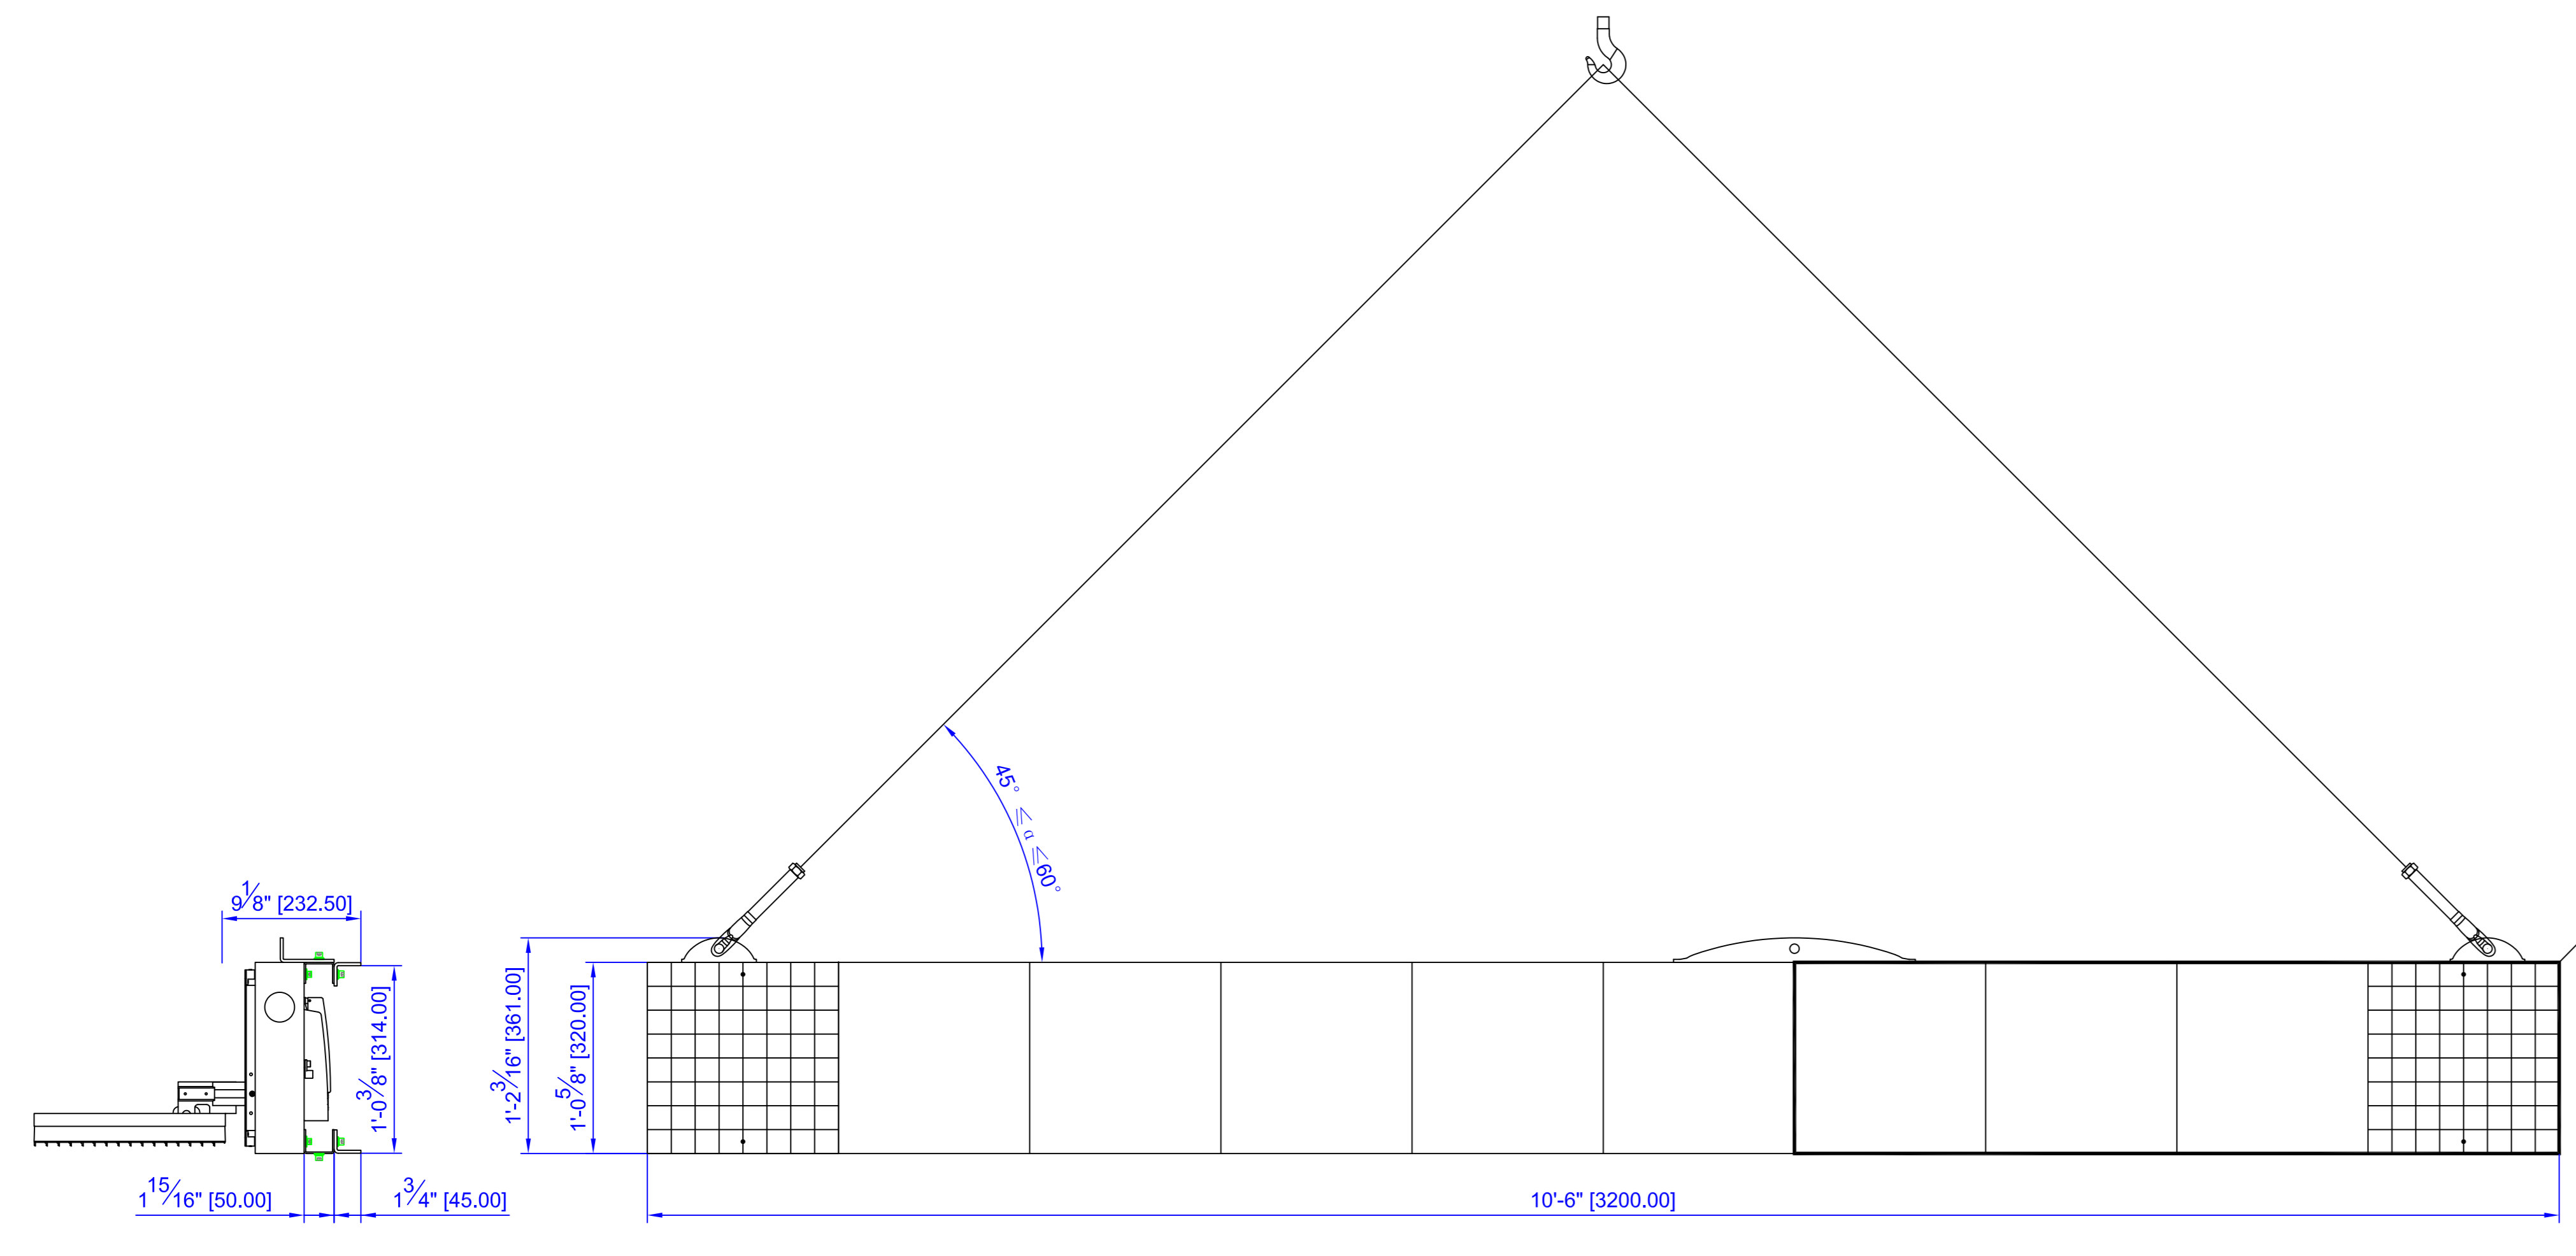 45° ≤ α ≤60°
9 1/8" [232.50]
1'-0 3/8" [314.00]
1'-2 3/16" [361.00]
1'-0 5/8" [320.00]
1 15/16" [50.00]
1 3/4" [45.00]
10'-6" [3200.00]